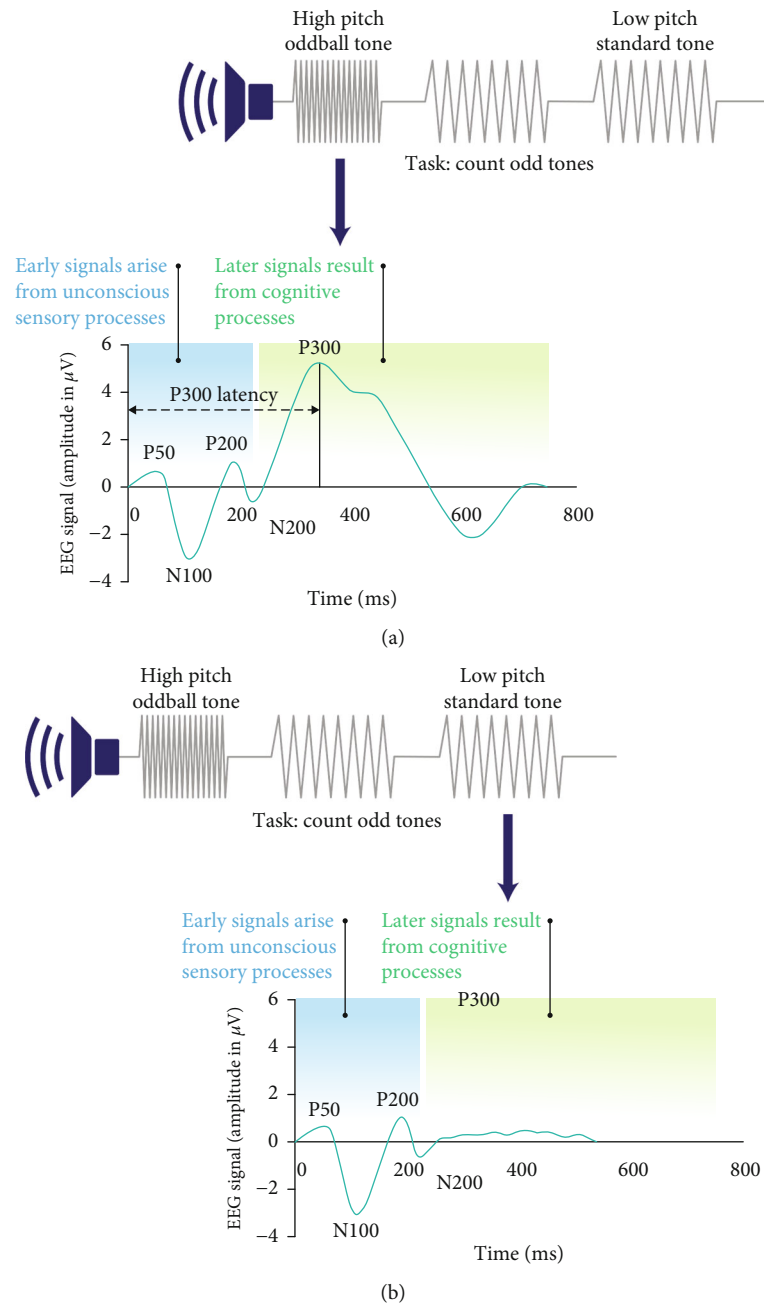 High pitch
oddball tone
Low pitch
standard tone
Task: count odd tones
Early signals arise
from unconscious
sensory processes
Later signals result
from cognitive
processes
EEG signal (amplitude in μV)
6
4
2
0
−2
−4
P300
P300 latency
P50
P200
N100
N200
0
200
400
600
800
Time (ms)
(a)
High pitch
oddball tone
Low pitch
standard tone
Task: count odd tones
Early signals arise
from unconscious
sensory processes
Later signals result
from cognitive
processes
EEG signal (amplitude in μV)
6
4
2
0
−2
−4
P300
P50
P200
N100
N200
0
200
400
600
800
Time (ms)
(b)